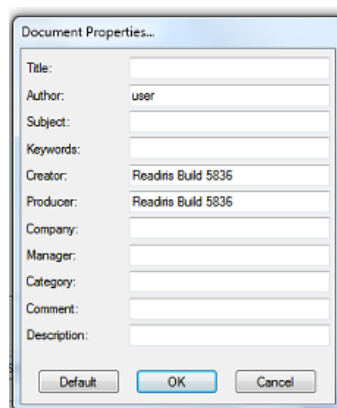 Document Properties...
Title:
Author: user
Subject:
Keywords:
Creator: Readiris Build 5836
Producer: Readiris Build 5836
Company:
Manager:
Category:
Comment:
Description:
Default OK Cancel